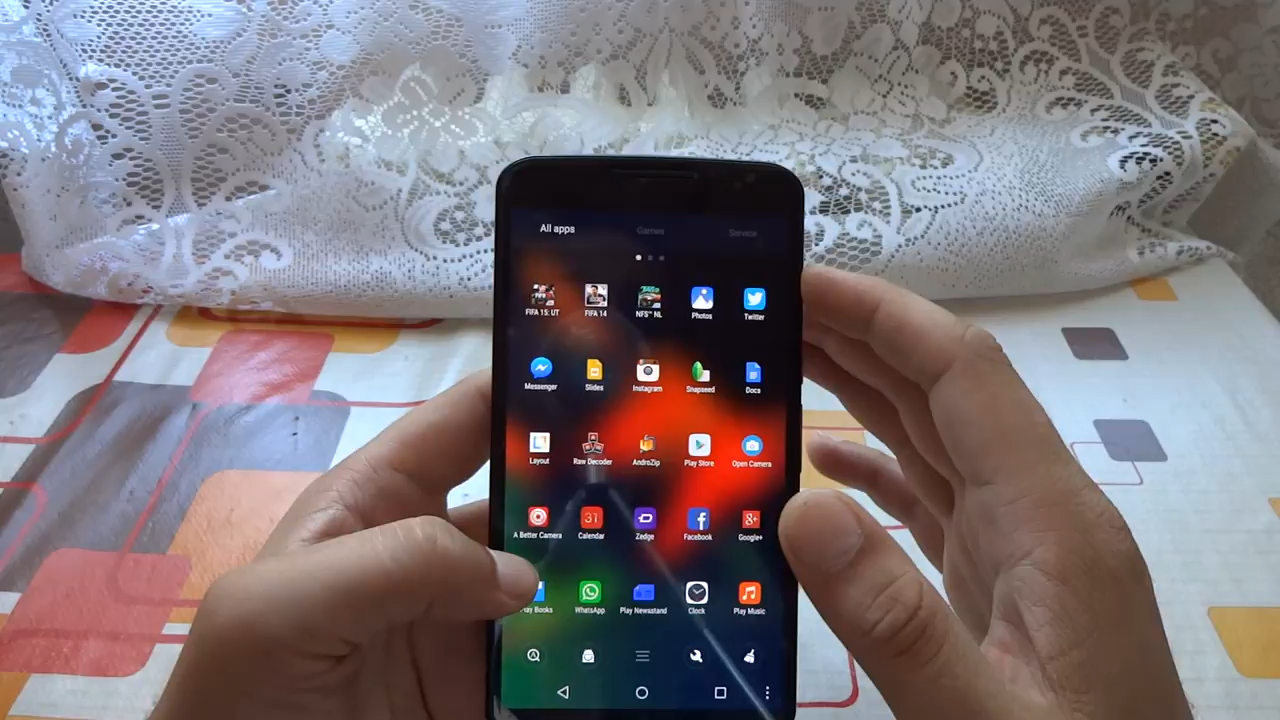 All apps Games Service
FIFA 15: UT FIFA 14 NFS™ NL Photos Twitter
Messenger Slides Instagram Snapseed Docs
Layout Raw Decoder AndroZip Play Store Open Camera
31
A Better Camera Calendar Zedge Facebook Google+
Play Books WhatsApp Play Newsstand Clock Play Music